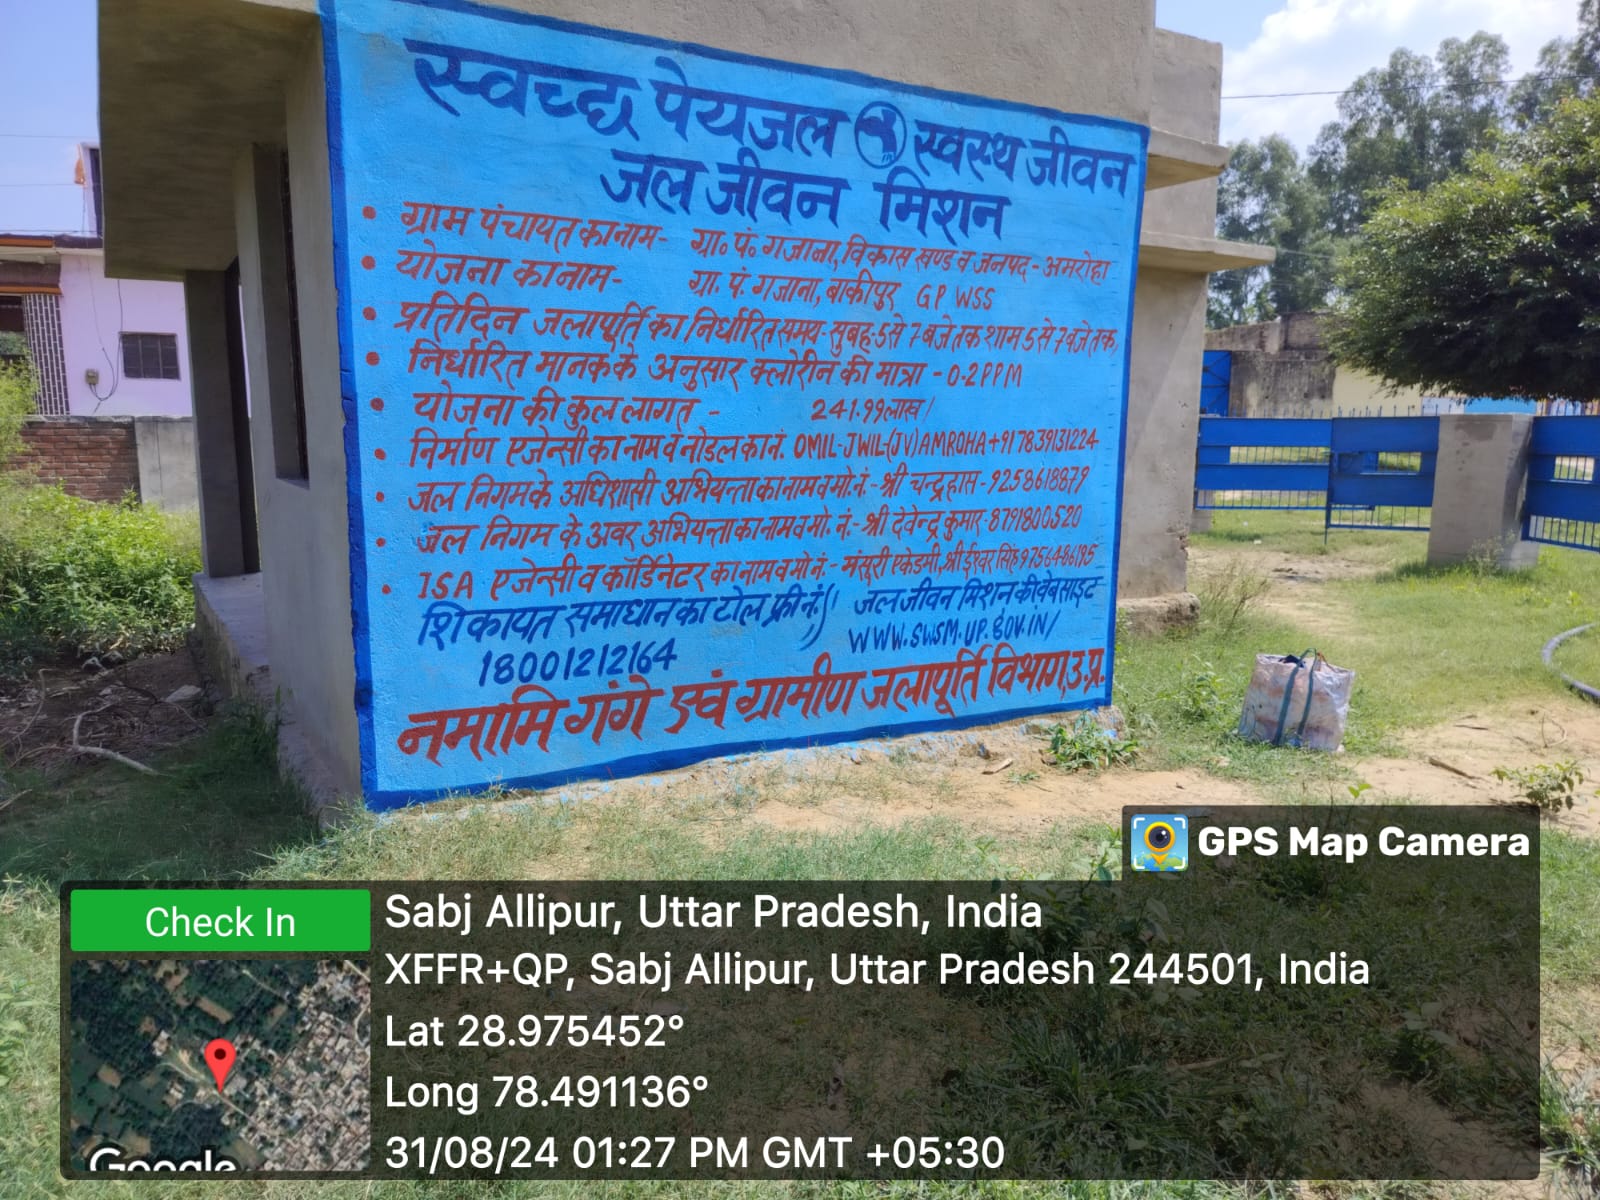 स्वच्छ पेयजल स्वस्थ जीवन
जल जीवन मिशन
• ग्राम पंचायत का नाम- ग्रा॰ पं॰ गजाना, विकास खण्ड व जनपद - अमरोहा
• योजना का नाम- ग्रा. पं. गजाना, बाकीपुर GP WSS
• प्रतिदिन जलापूर्ति का निर्धारित समय- सुबह- 5 से 7 बजे तक शाम 5 से 7 बजे तक,
• निर्धारित मानक के अनुसार क्लोरीन की मात्रा - 0.2 PPM
• योजना की कुल लागत - 241.99 लाख/
• निर्माण एजेन्सी का नाम व नोडल का नं. OMIL-JWIL-(JV) AMROHA +917839131224
• जल निगम के अधिशासी अभियन्ता का नाम व मो. नं.- श्री चन्द्रहास - 9258618879
• जल निगम के अवर अभियन्ता का नाम व मो. नं.- श्री देवेन्द्र कुमार- 8791800520
• ISA एजेन्सी व कॉर्डिनेटर का नाम व मो नं.- मंसूरी एकेडमी, श्री ईश्वर सिंह 9756486195
शिकायत समाधान का टोल फ्री नं.
18001212164
जल जीवन मिशन की वेबसाइट
WWW.SWSM.UP.GOV.IN/
नमामि गंगे एवं ग्रामीण जलापूर्ति विभाग, उ.प्र.
GPS Map Camera
Check In
Sabj Allipur, Uttar Pradesh, India
XFFR+QP, Sabj Allipur, Uttar Pradesh 244501, India
Lat 28.975452°
Long 78.491136°
31/08/24 01:27 PM GMT +05:30
Google